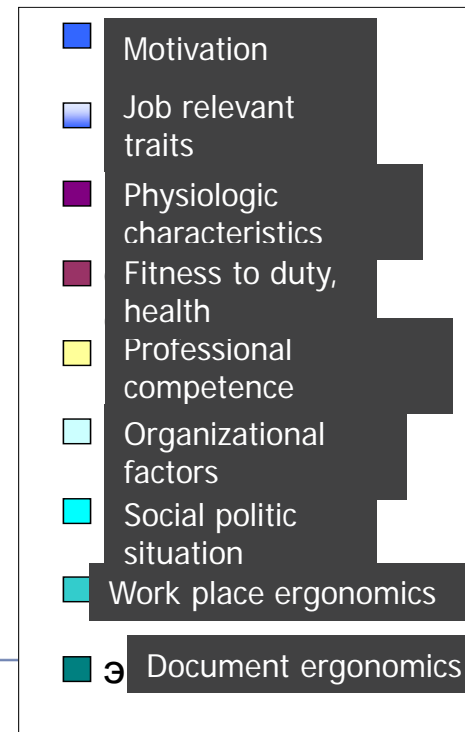 Motivation
Job relevant
traits
Physiologic
characteristics
Fitness to duty,
health
Professional
competence
Organizational
factors
Social politic
situation
Work place ergonomics
э Document ergonomics